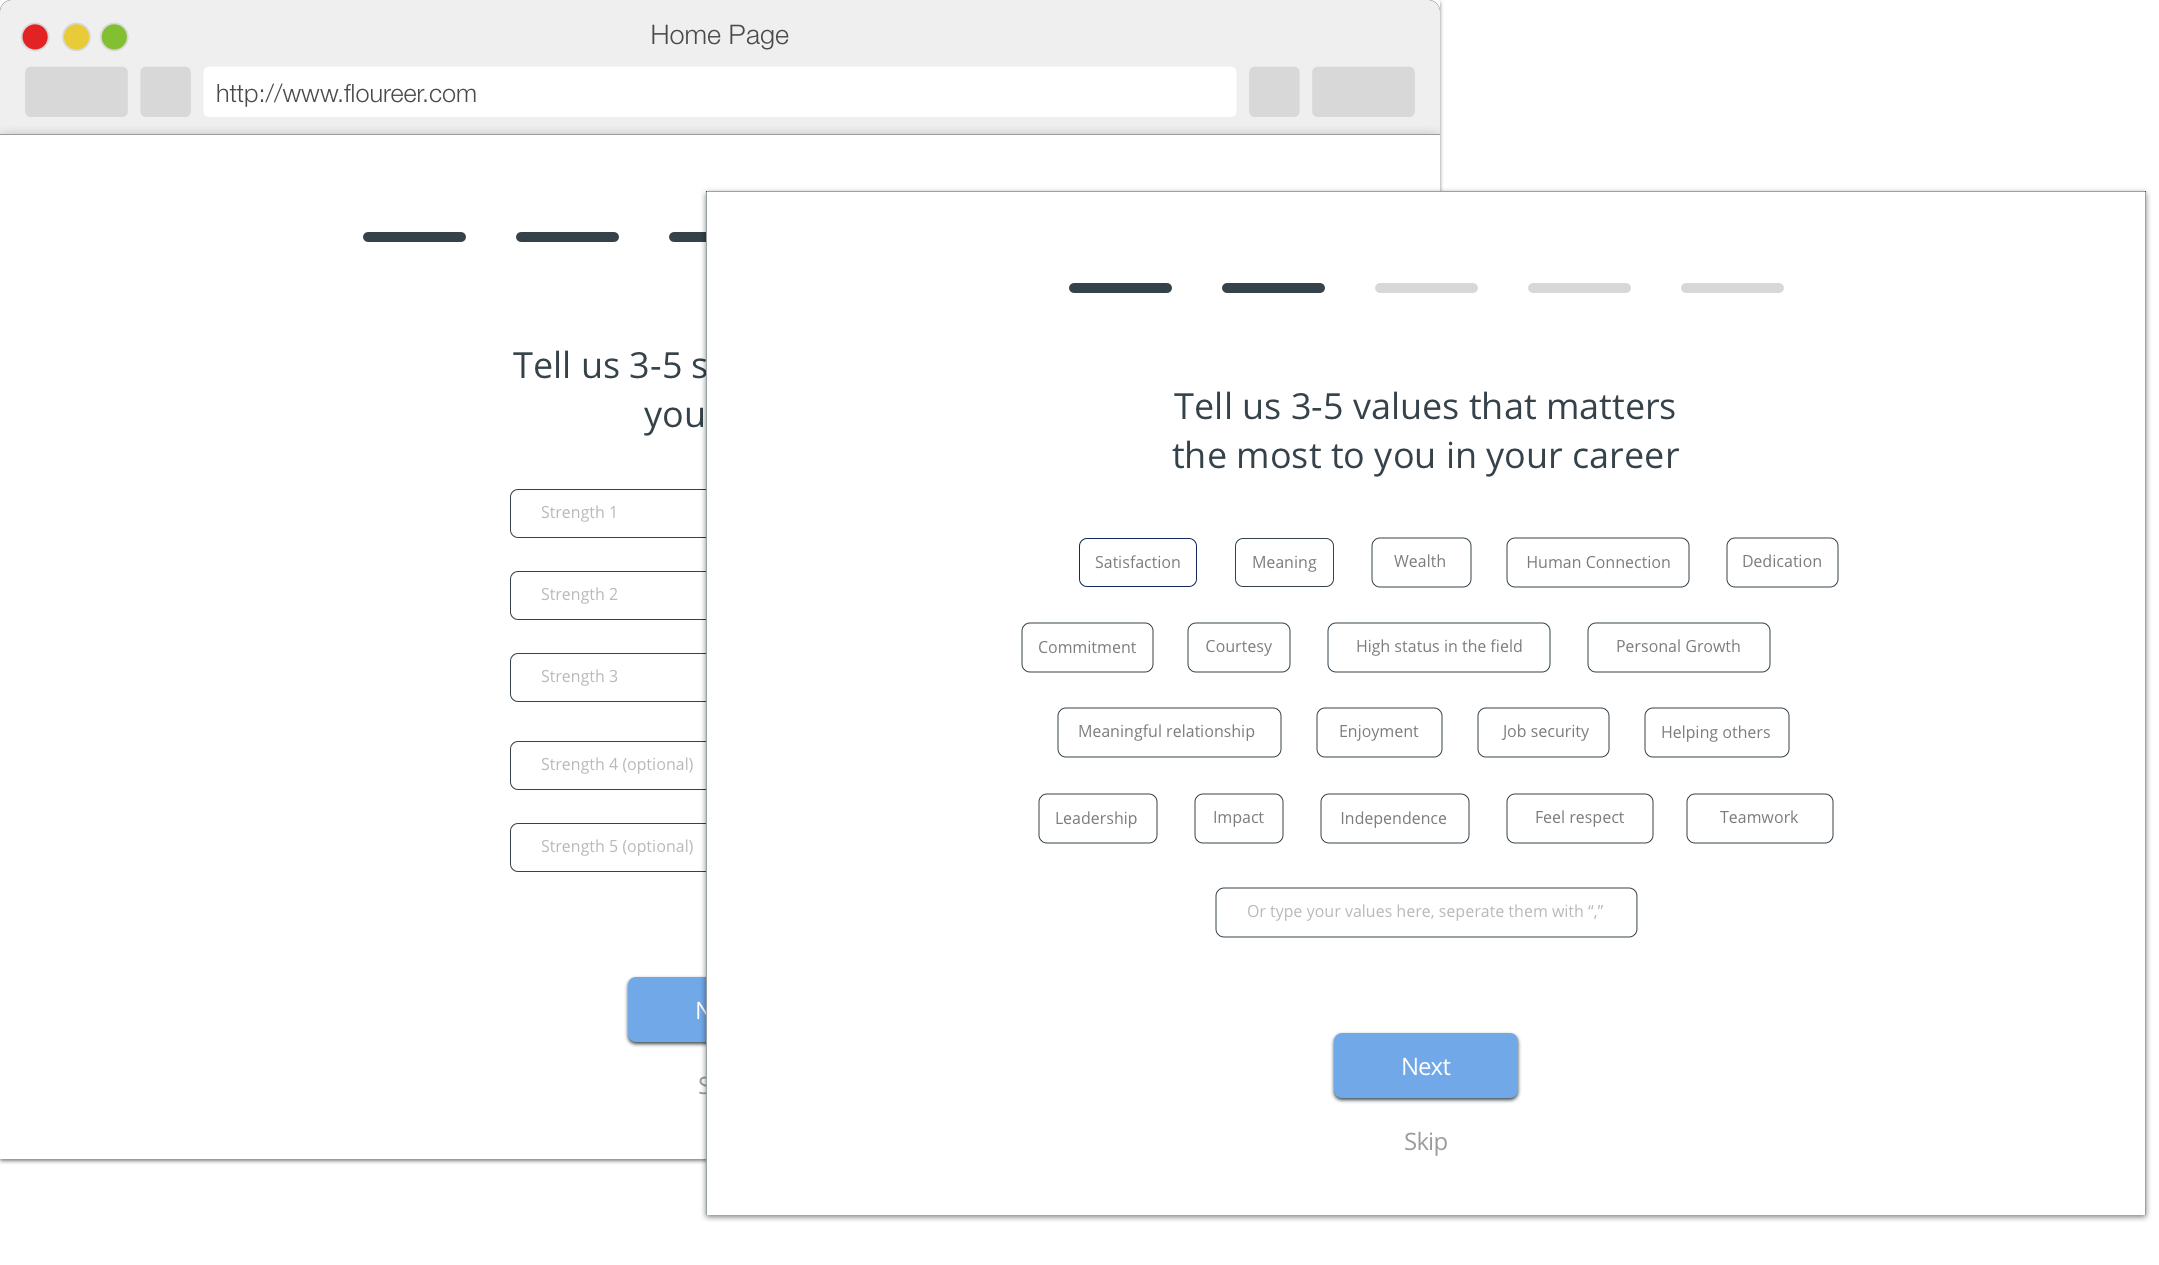 Home Page
http://www.floureer.com
Tell us 3-5
you
Strength 1
Strength 2
Strength 3
Strength 4 (optional)
Strength 5 (optional)
Tell us 3-5 values that matters
the most to you in your career
Satisfaction Meaning Wealth Human Connection Dedication
Commitment Courtesy High status in the field Personal Growth
Meaningful relationship Enjoyment Job security Helping others
Leadership Impact Independence Feel respect Teamwork
Or type your values here, seperate them with “,”
Next
Skip